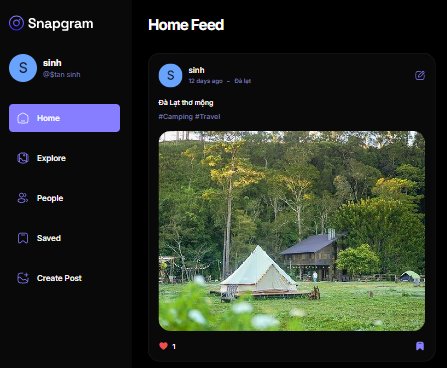 Snapgram
Home Feed
S
sinh
@$tan sinh
S
sinh
12 days ago – Đà lạt
Đà Lạt thơ mộng
#Camping #Travel
Home
Explore
People
Saved
Create Post
1